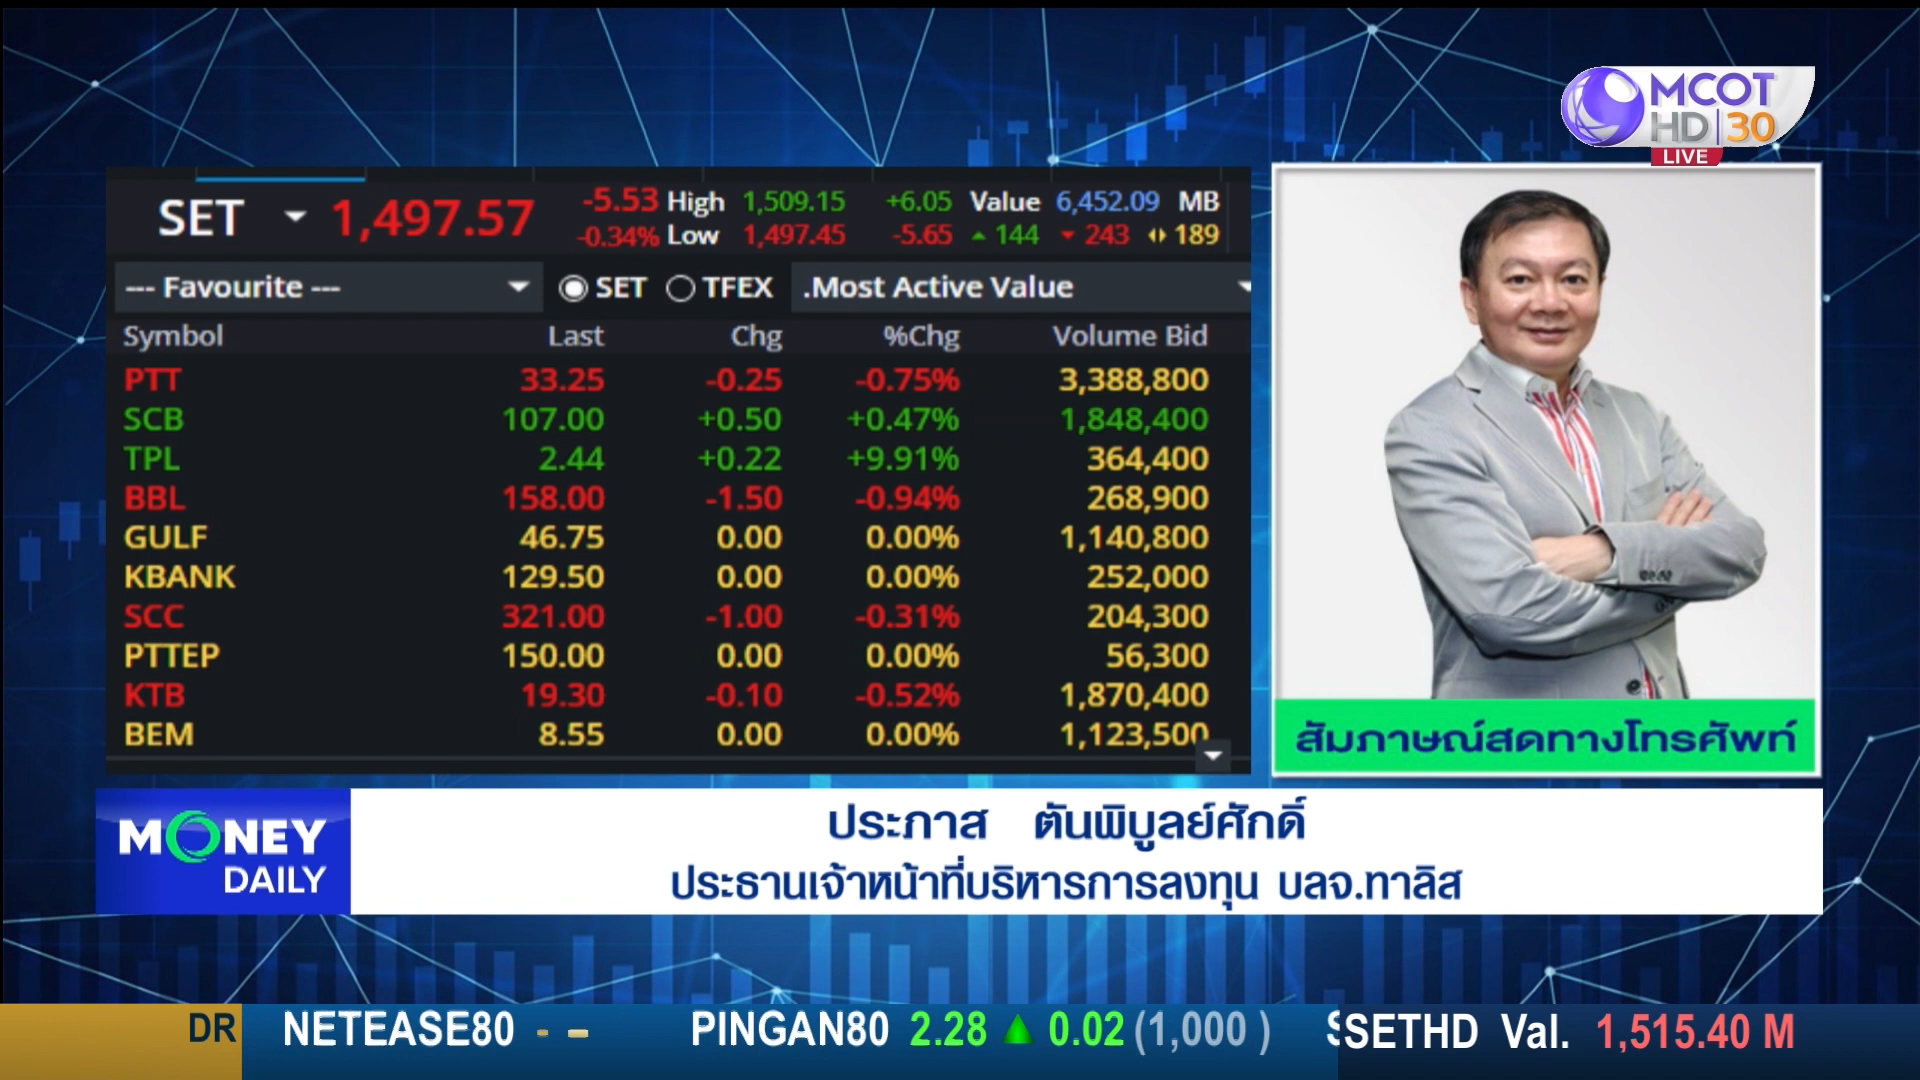 MCOT
HD 30
LIVE
SET 1,497.57 -5.53 High 1,509.15 +6.05 Value 6,452.09 MB
-0.34% Low 1,497.45 -5.65 144 243 189
--- Favourite --- SET TFEX .Most Active Value
Symbol Last Chg %Chg Volume Bid
PTT 33.25 -0.25 -0.75% 3,388,800
SCB 107.00 +0.50 +0.47% 1,848,400
TPL 2.44 +0.22 +9.91% 364,400
BBL 158.00 -1.50 -0.94% 268,900
GULF 46.75 0.00 0.00% 1,140,800
KBANK 129.50 0.00 0.00% 252,000
SCC 321.00 -1.00 -0.31% 204,300
PTTEP 150.00 0.00 0.00% 56,300
KTB 19.30 -0.10 -0.52% 1,870,400
BEM 8.55 0.00 0.00% 1,123,500
สัมภาษณ์สดทางโทรศัพท์
MONEY
DAILY
ประภาส ตันพิบูลย์ศักดิ์
ประธานเจ้าหน้าที่บริหารการลงทุน บลจ.ทาลิส
DR NETEASE80 - - PINGAN80 2.28 ▲ 0.02 (1,000 ) SSETHD Val. 1,515.40 M